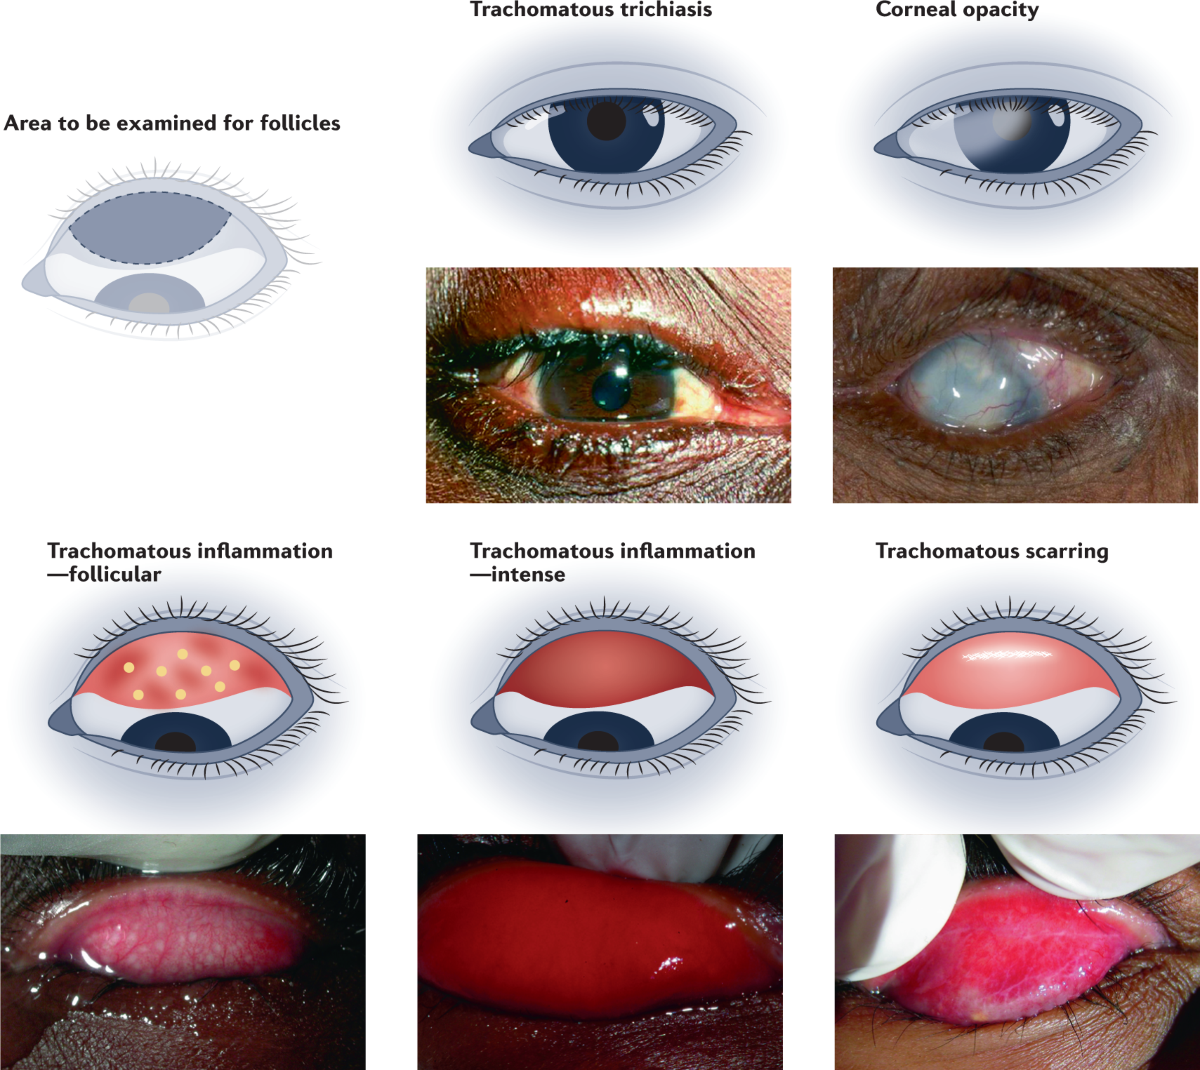 Trachomatous trichiasis
Corneal opacity
Area to be examined for follicles
Trachomatous inflammation
—follicular
Trachomatous inflammation
—intense
Trachomatous scarring